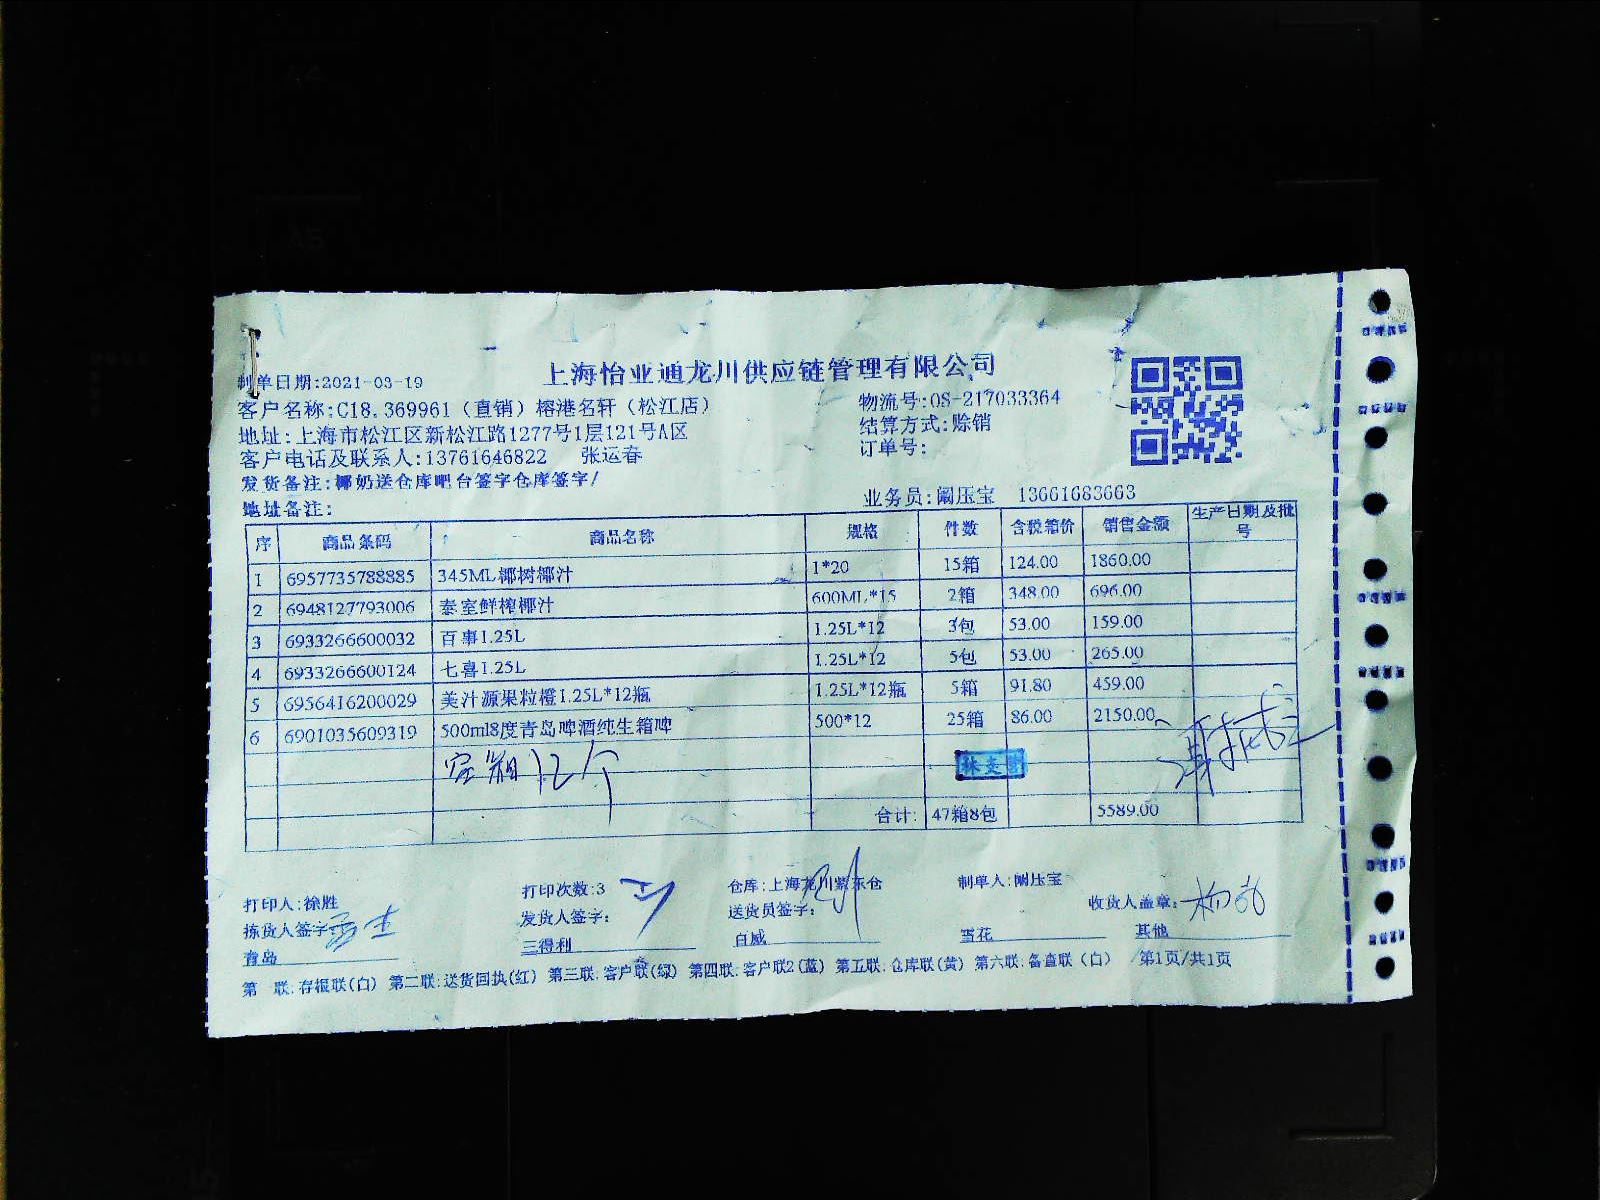 上海怡亚通龙川供应链管理有限公司
制单日期:2021-03-19
客户名称:C18.369961（直销）榕港名轩（松江店）
物流号:0S-217033364
地址:上海市松江区新松江路1277号1层121号A区
结算方式:赊销
客户电话及联系人:13761646822 张运春
订单号:
发货备注:椰奶送仓库吧台签字仓库签字/
地址备注:
业务员:阚压宝 13661683663
序 商品条码 商品名称 规格 件数 含税箱价 销售金额 生产日期及批号
1 6957735788885 345ML椰树椰汁 1*20 15箱 124.00 1860.00
2 6948127793006 泰室鲜榨椰汁 600ML*15 2箱 348.00 696.00
3 6933266600032 百事1.25L 1.25L*12 3包 53.00 159.00
4 6933266600124 七喜1.25L 1.25L*12 5包 53.00 265.00
5 6956416200029 美汁源果粒橙1.25L*12瓶 1.25L*12瓶 5箱 91.80 459.00
6 6901035609319 500ml8度青岛啤酒纯生箱啤 500*12 25箱 86.00 2150.00
空箱12个
合计: 47箱8包 5589.00
打印人:徐胜 打印次数:3 仓库:上海龙川紫东仓 制单人:阚压宝
拣货人签字: 发货人签字: 送货员签字: 收货人盖章:
青岛 三得利 百威 雪花 其他
第 联:存根联(白) 第二联:送货回执(红) 第三联:客户联(绿) 第四联:客户联2(蓝) 第五联:仓库联(黄) 第六联:备查联(白) 第1页/共1页